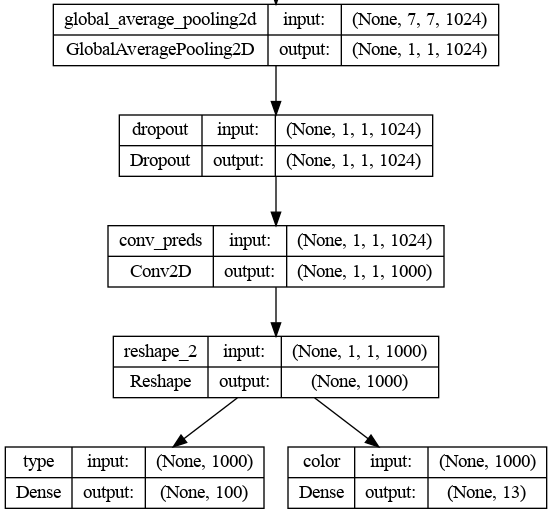 global_average_pooling2d input: (None, 7, 7, 1024)
GlobalAveragePooling2D output: (None, 1, 1, 1024)
dropout input: (None, 1, 1, 1024)
Dropout output: (None, 1, 1, 1024)
conv_preds input: (None, 1, 1, 1024)
Conv2D output: (None, 1, 1, 1000)
reshape_2 input: (None, 1, 1, 1000)
Reshape output: (None, 1000)
type input: (None, 1000)
Dense output: (None, 100)
color input: (None, 1000)
Dense output: (None, 13)